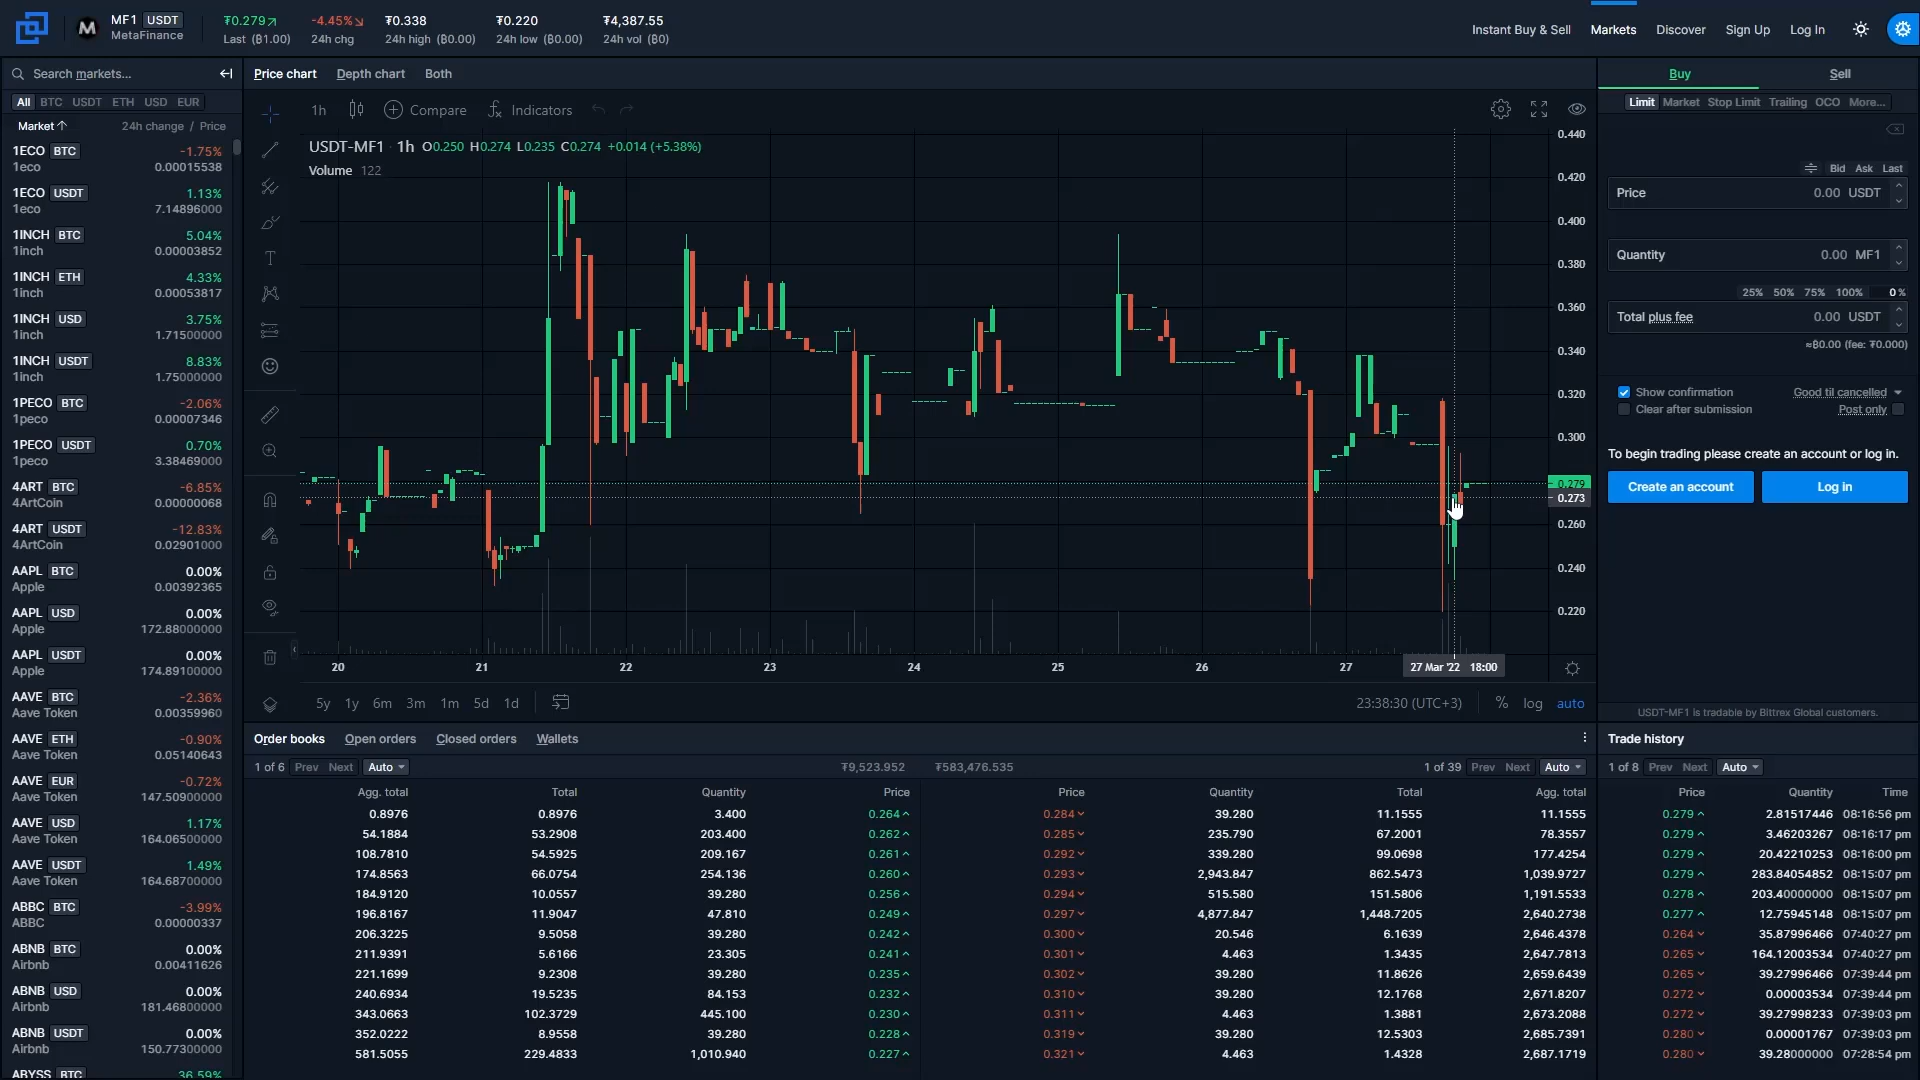 MF1 USDT
MetaFinance
₮0.279↗
Last (₿1.00)
-4.45%↘
24h chg
₮0.338
24h high (₿0.00)
₮0.220
24h low (₿0.00)
₮4,387.55
24h vol (₿0)
Instant Buy & Sell Markets Discover Sign Up Log In
Search markets...
All BTC USDT ETH USD EUR
Market↑ 24h change / Price
1ECO BTC -1.75%
1eco 0.00015538
1ECO USDT 1.13%
1eco 7.14896000
1INCH BTC 5.04%
1inch 0.00003852
1INCH ETH 4.33%
1inch 0.00053817
1INCH USD 3.75%
1inch 1.71500000
1INCH USDT 8.83%
1inch 1.75000000
1PECO BTC -2.06%
1peco 0.00007346
1PECO USDT 0.70%
1peco 3.38469000
4ART BTC -6.85%
4ArtCoin 0.00000068
4ART USDT -12.83%
4ArtCoin 0.02901000
AAPL BTC 0.00%
Apple 0.00392365
AAPL USD 0.00%
Apple 172.88000000
AAPL USDT 0.00%
Apple 174.89100000
AAVE BTC -2.36%
Aave Token 0.00359960
AAVE ETH -0.90%
Aave Token 0.05140643
AAVE EUR -0.72%
Aave Token 147.50900000
AAVE USD 1.17%
Aave Token 164.06500000
AAVE USDT 1.49%
Aave Token 164.68700000
ABBC BTC -3.99%
ABBC 0.00000337
ABNB BTC 0.00%
Airbnb 0.00411626
ABNB USD 0.00%
Airbnb 181.46800000
ABNB USDT 0.00%
Airbnb 150.77300000
ABYSS BTC 36.59%
Price chart Depth chart Both
1h Compare Indicators
USDT-MF1 1h O0.250 H0.274 L0.235 C0.274 +0.014 (+5.38%)
Volume 122
0.440
0.420
0.400
0.380
0.360
0.340
0.320
0.300
0.279
0.273
0.260
0.240
0.220
20 21 22 23 24 25 26 27 27 Mar '22 18:00
5y 1y 6m 3m 1m 5d 1d
23:38:30 (UTC+3) % log auto
Buy Sell
Limit Market Stop Limit Trailing OCO More...
Bid Ask Last
Price 0.00 USDT
Quantity 0.00 MF1
25% 50% 75% 100% 0 %
Total plus fee 0.00 USDT
≈₿0.00 (fee: ₮0.000)
Show confirmation Good til cancelled
Clear after submission Post only
To begin trading please create an account or log in.
Create an account Log in
USDT-MF1 is tradable by Bittrex Global customers.
Order books Open orders Closed orders Wallets
1 of 6 Prev Next Auto ₮9,523.952 ₮583,476.535 1 of 39 Prev Next Auto
Agg. total Total Quantity Price Price Quantity Total Agg. total
0.8976 0.8976 3.400 0.264 0.284 39.280 11.1555 11.1555
54.1884 53.2908 203.400 0.262 0.285 235.790 67.2001 78.3557
108.7810 54.5925 209.167 0.261 0.292 339.280 99.0698 177.4254
174.8563 66.0754 254.136 0.260 0.293 2,943.847 862.5473 1,039.9727
184.9120 10.0557 39.280 0.256 0.294 515.580 151.5806 1,191.5533
196.8167 11.9047 47.810 0.249 0.297 4,877.847 1,448.7205 2,640.2738
206.3225 9.5058 39.280 0.242 0.300 20.546 6.1639 2,646.4378
211.9391 5.6166 23.305 0.241 0.301 4.463 1.3435 2,647.7813
221.1699 9.2308 39.280 0.235 0.302 39.280 11.8626 2,659.6439
240.6934 19.5235 84.153 0.232 0.310 39.280 12.1768 2,671.8207
343.0663 102.3729 445.100 0.230 0.311 4.463 1.3881 2,673.2088
352.0222 8.9558 39.280 0.228 0.319 39.280 12.5303 2,685.7391
581.5055 229.4833 1,010.940 0.227 0.321 4.463 1.4328 2,687.1719
Trade history
1 of 8 Prev Next Auto
Price Quantity Time
0.279 2.81517446 08:16:56 pm
0.279 3.46203267 08:16:17 pm
0.279 20.42210253 08:16:00 pm
0.279 283.84054852 08:15:07 pm
0.278 203.40000000 08:15:07 pm
0.277 12.75945148 08:15:07 pm
0.264 35.87996466 07:40:27 pm
0.265 164.12003534 07:40:27 pm
0.265 39.27996466 07:39:44 pm
0.272 0.00003534 07:39:44 pm
0.272 39.27998233 07:39:03 pm
0.280 0.00001767 07:39:03 pm
0.280 39.28000000 07:28:54 pm